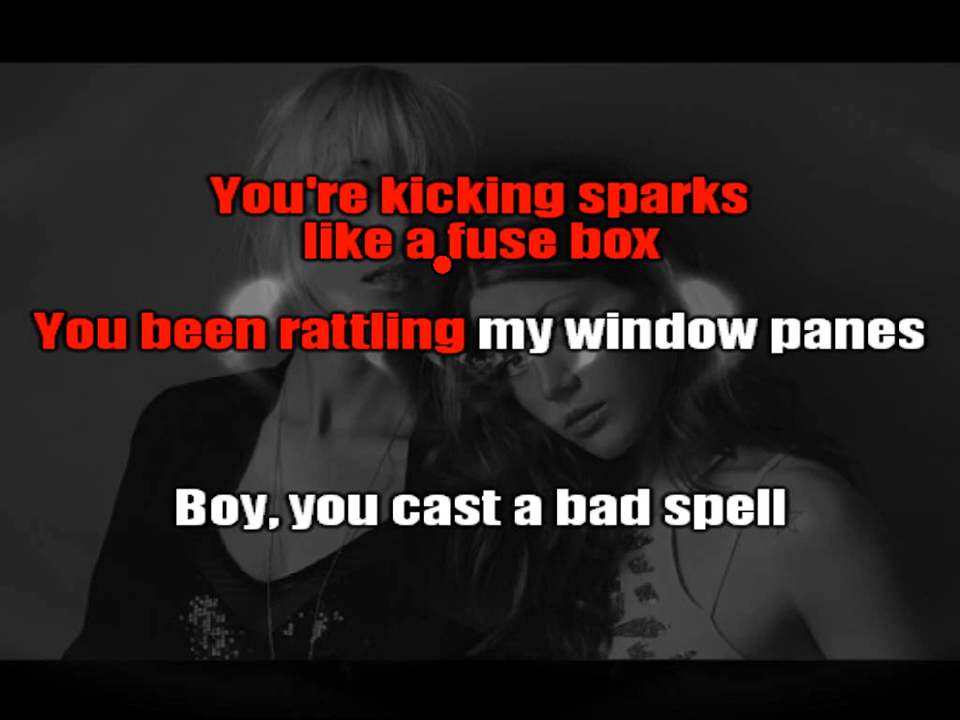 You're kicking sparks
like a fuse box
You been rattling my window panes
Boy, you cast a bad spell